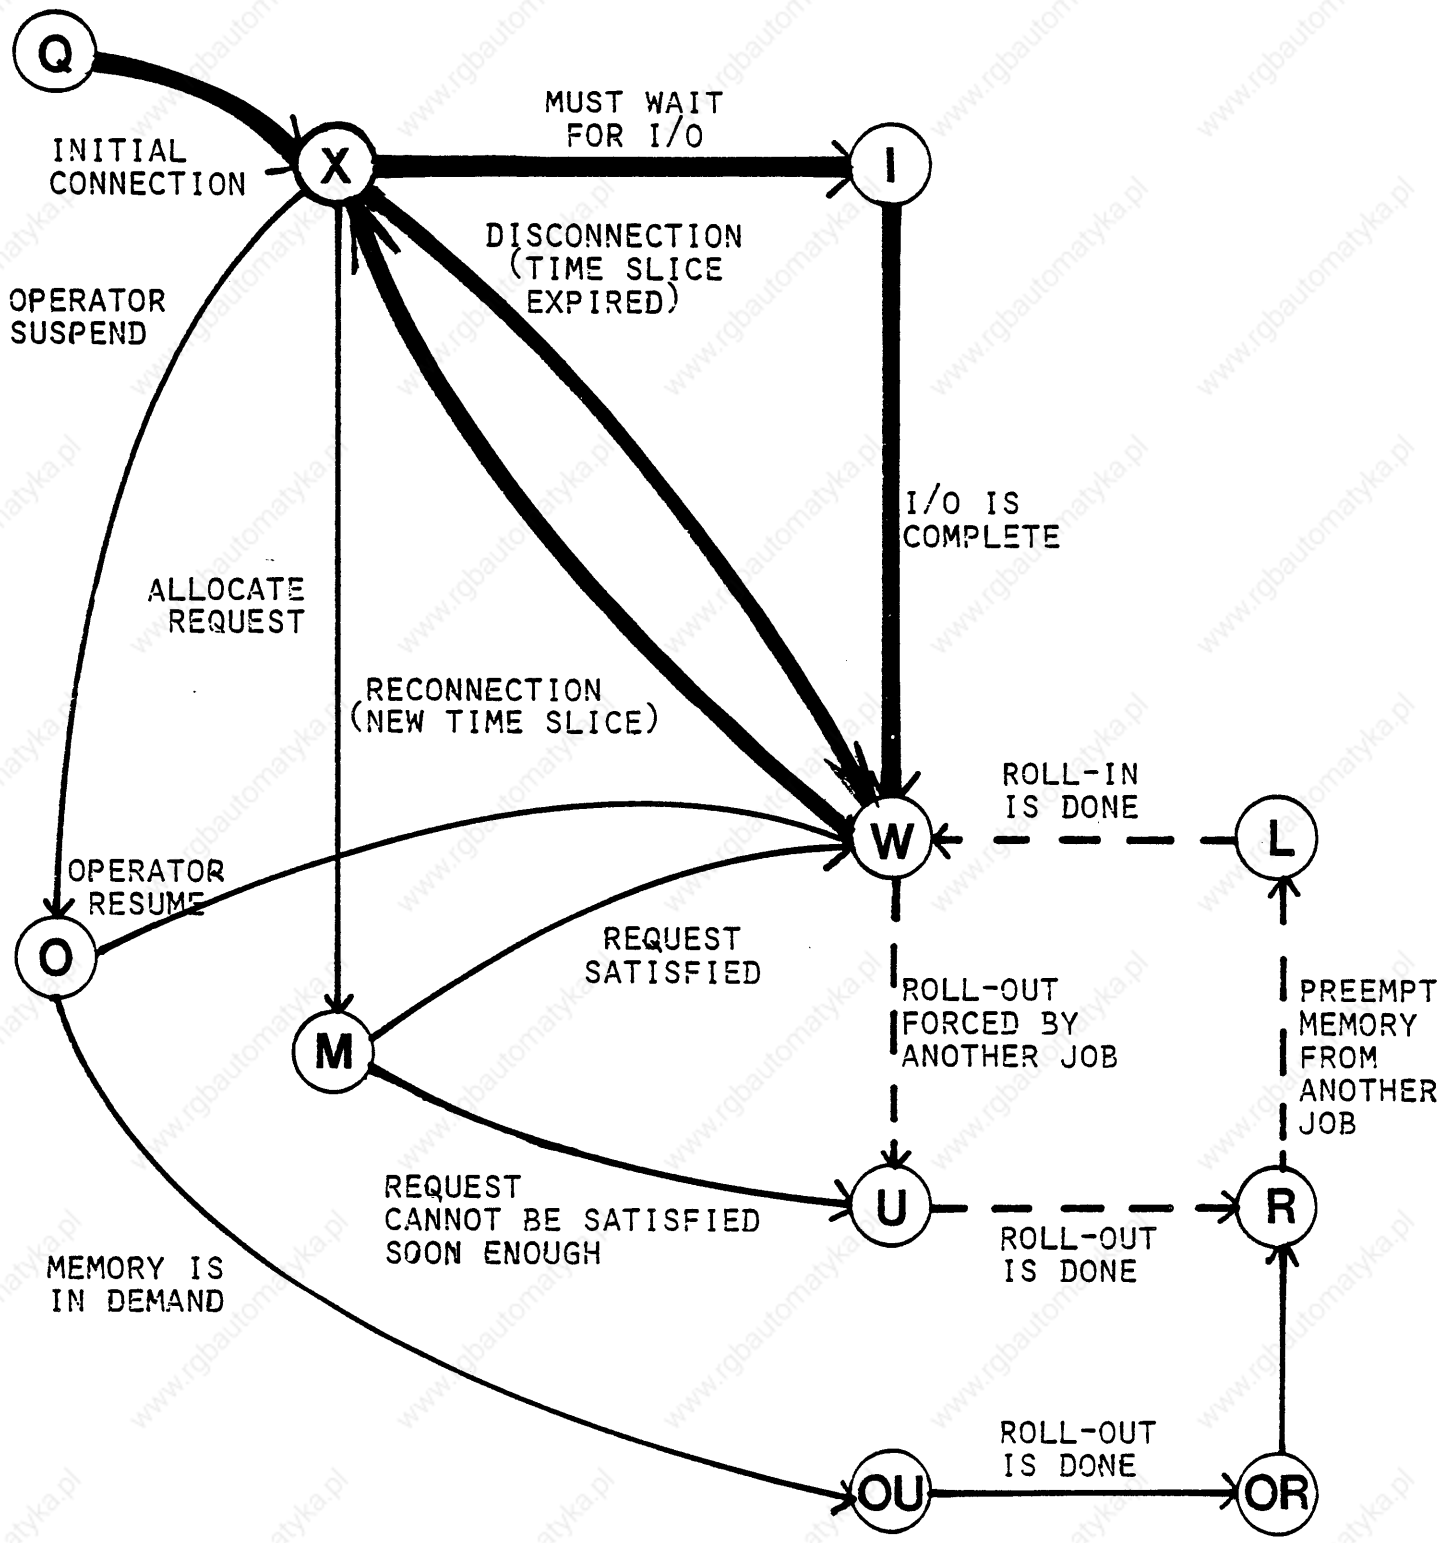 Q
INITIAL
CONNECTION
X
MUST WAIT
FOR I/O
I
DISCONNECTION
(TIME SLICE
EXPIRED)
OPERATOR
SUSPEND
I/O IS
COMPLETE
ALLOCATE
REQUEST
RECONNECTION
(NEW TIME SLICE)
W
ROLL-IN
IS DONE
L
OPERATOR
RESUME
O
REQUEST
SATISFIED
M
ROLL-OUT
FORCED BY
ANOTHER JOB
PREEMPT
MEMORY
FROM
ANOTHER
JOB
REQUEST
CANNOT BE SATISFIED
SOON ENOUGH
U
ROLL-OUT
IS DONE
R
MEMORY IS
IN DEMAND
OU
ROLL-OUT
IS DONE
OR
www.rgbautomatyka.pl